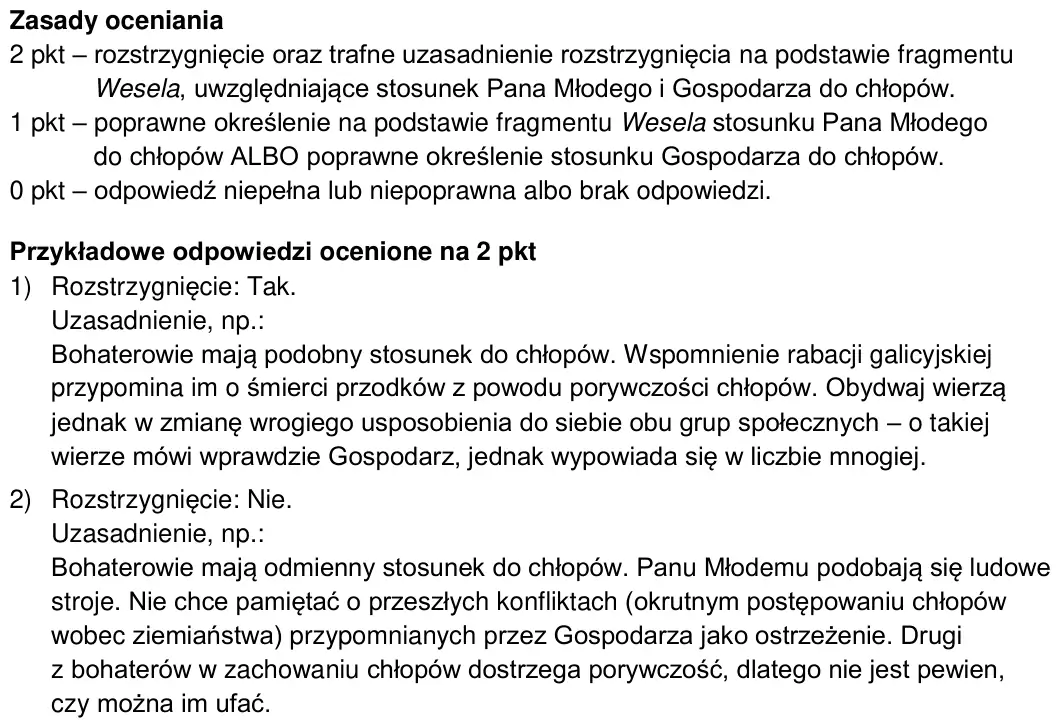 Zasady oceniania
2 pkt – rozstrzygnięcie oraz trafne uzasadnienie rozstrzygnięcia na podstawie fragmentu
Wesela, uwzględniające stosunek Pana Młodego i Gospodarza do chłopów.
1 pkt – poprawne określenie na podstawie fragmentu Wesela stosunku Pana Młodego
do chłopów ALBO poprawne określenie stosunku Gospodarza do chłopów.
0 pkt – odpowiedź niepełna lub niepoprawna albo brak odpowiedzi.
Przykładowe odpowiedzi ocenione na 2 pkt
1) Rozstrzygnięcie: Tak.
Uzasadnienie, np.:
Bohaterowie mają podobny stosunek do chłopów. Wspomnienie rabacji galicyjskiej
przypomina im o śmierci przodków z powodu porywczości chłopów. Obydwaj wierzą
jednak w zmianę wrogiego usposobienia do siebie obu grup społecznych – o takiej
wierze mówi wprawdzie Gospodarz, jednak wypowiada się w liczbie mnogiej.
2) Rozstrzygnięcie: Nie.
Uzasadnienie, np.:
Bohaterowie mają odmienny stosunek do chłopów. Panu Młodemu podobają się ludowe
stroje. Nie chce pamiętać o przeszłych konfliktach (okrutnym postępowaniu chłopów
wobec ziemiaństwa) przypomnianych przez Gospodarza jako ostrzeżenie. Drugi
z bohaterów w zachowaniu chłopów dostrzega porywczość, dlatego nie jest pewien,
czy można im ufać.